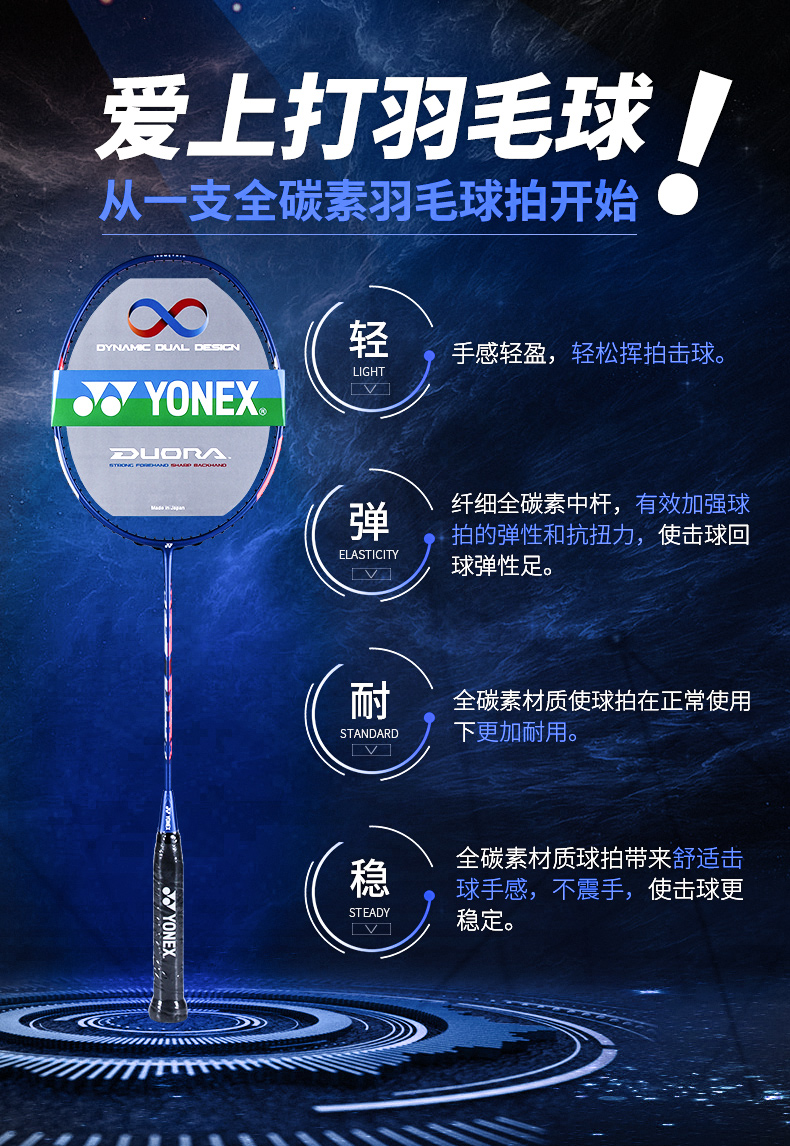 爱上打羽毛球！
从一支全碳素羽毛球拍开始
ISOMETRIC
DYNAMIC DUAL DESIGN
YONEX®
DUORA.
STRONG FOREHAND SHARP BACKHAND
Made in Japan
YONEX
YONEX
轻
LIGHT
手感轻盈，轻松挥拍击球。
弹
ELASTICITY
纤细全碳素中杆，有效加强球
拍的弹性和抗扭力，使击球回
球弹性足。
耐
STANDARD
全碳素材质使球拍在正常使用
下更加耐用。
稳
STEADY
全碳素材质球拍带来舒适击
球手感，不震手，使击球更
稳定。